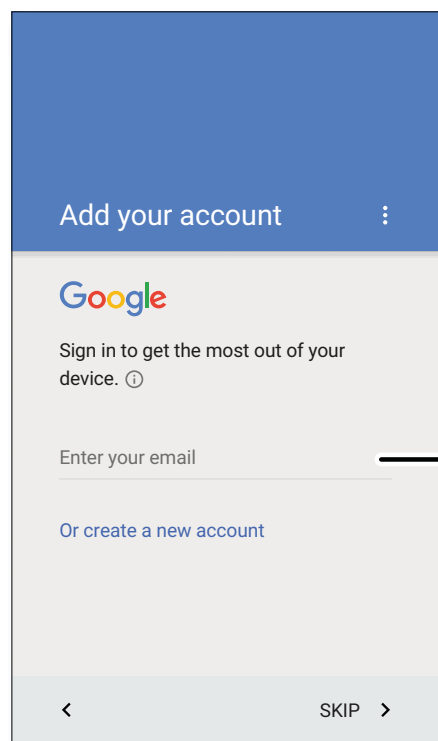 Add your account
Google
Sign in to get the most out of your
device.
Enter your email
Or create a new account
SKIP